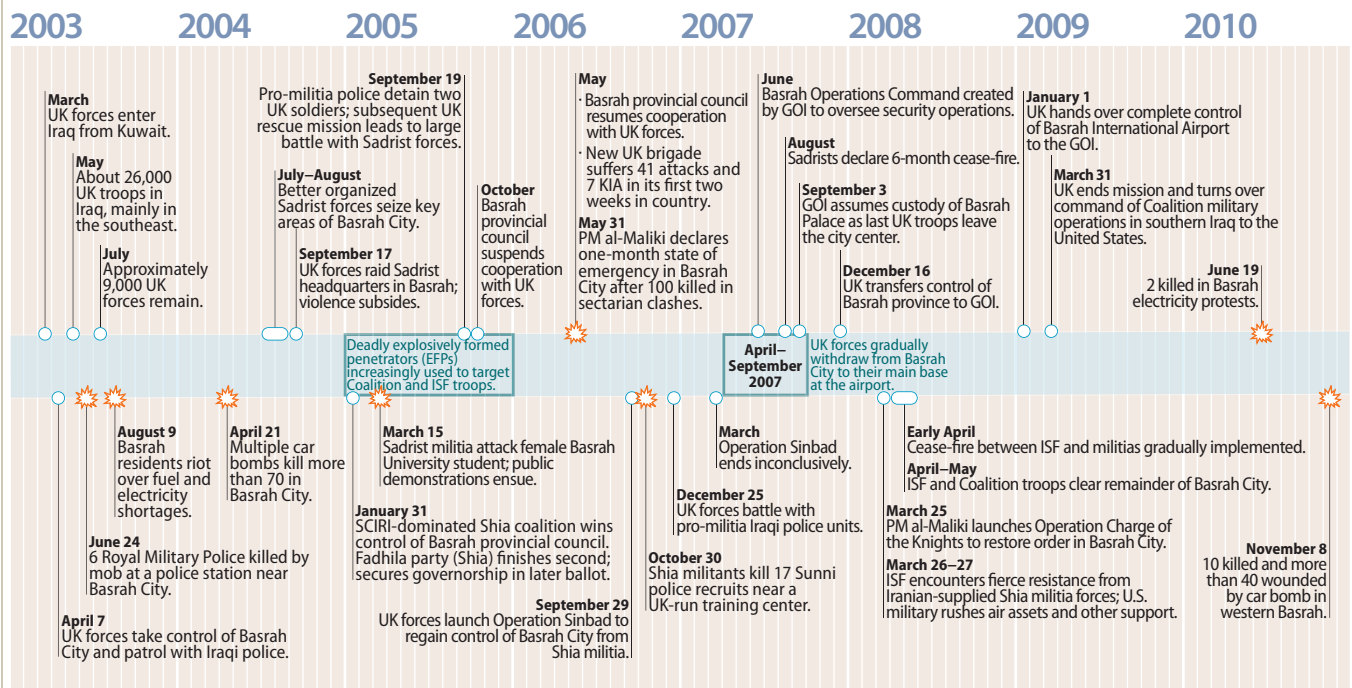 2003 2004 2005 2006 2007 2008 2009 2010
March
UK forces enter
Iraq from Kuwait.
May
About 26,000
UK troops in
Iraq, mainly in
the southeast.
July
Approximately
9,000 UK
forces remain.
July–August
Better organized
Sadrist forces seize key
areas of Basrah City.
September 17
UK forces raid Sadrist
headquarters in Basrah;
violence subsides.
September 19
Pro-militia police detain two
UK soldiers; subsequent UK
rescue mission leads to large
battle with Sadrist forces.
October
Basrah
provincial
council
suspends
cooperation
with UK
forces.
May
· Basrah provincial council
resumes cooperation
with UK forces.
· New UK brigade
suffers 41 attacks and
7 KIA in its first two
weeks in country.
May 31
PM al-Maliki declares
one-month state of
emergency in Basrah
City after 100 killed in
sectarian clashes.
June
Basrah Operations Command created
by GOI to oversee security operations.
August
Sadrists declare 6-month cease-fire.
September 3
GOI assumes custody of Basrah
Palace as last UK troops leave
the city center.
December 16
UK transfers control of
Basrah province to GOI.
January 1
UK hands over complete control
of Basrah International Airport
to the GOI.
March 31
UK ends mission and turns over
command of Coalition military
operations in southern Iraq to the
United States.
June 19
2 killed in Basrah
electricity protests.
Deadly explosively formed
penetrators (EFPs)
increasingly used to target
Coalition and ISF troops.
April–
September
2007
UK forces gradually
withdraw from Basrah
City to their main base
at the airport.
August 9
Basrah
residents riot
over fuel and
electricity
shortages.
June 24
6 Royal Military Police killed by
mob at a police station near
Basrah City.
April 7
UK forces take control of Basrah
City and patrol with Iraqi police.
April 21
Multiple car
bombs kill more
than 70 in
Basrah City.
March 15
Sadrist militia attack female Basrah
University student; public
demonstrations ensue.
January 31
SCIRI-dominated Shia coalition wins
control of Basrah provincial council.
Fadhila party (Shia) finishes second;
secures governorship in later ballot.
September 29
UK forces launch Operation Sinbad to
regain control of Basrah City from
Shia militia.
March
Operation Sinbad
ends inconclusively.
December 25
UK forces battle with
pro-militia Iraqi police units.
October 30
Shia militants kill 17 Sunni
police recruits near a
UK-run training center.
Early April
Cease-fire between ISF and militias gradually implemented.
April–May
ISF and Coalition troops clear remainder of Basrah City.
March 25
PM al-Maliki launches Operation Charge of
the Knights to restore order in Basrah City.
March 26–27
ISF encounters fierce resistance from
Iranian-supplied Shia militia forces; U.S.
military rushes air assets and other support.
November 8
10 killed and more
than 40 wounded
by car bomb in
western Basrah.